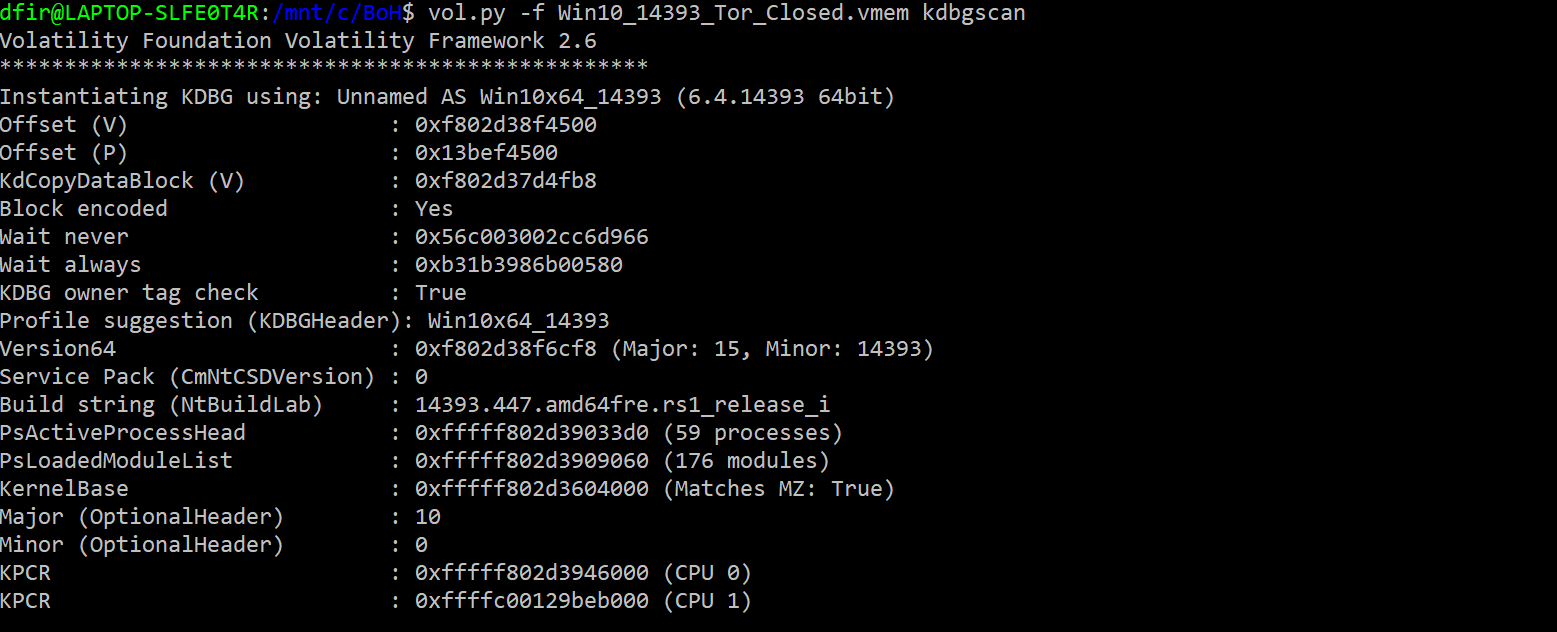 dfir@LAPTOP-SLFE0T4R:/mnt/c/BoH$ vol.py -f Win10_14393_Tor_Closed.vmem kdbgscan
Volatility Foundation Volatility Framework 2.6
**************************************************
Instantiating KDBG using: Unnamed AS Win10x64_14393 (6.4.14393 64bit)
Offset (V)                    : 0xf802d38f4500
Offset (P)                    : 0x13bef4500
KdCopyDataBlock (V)           : 0xf802d37d4fb8
Block encoded                 : Yes
Wait never                    : 0x56c003002cc6d966
Wait always                   : 0xb31b3986b00580
KDBG owner tag check          : True
Profile suggestion (KDBGHeader): Win10x64_14393
Version64                     : 0xf802d38f6cf8 (Major: 15, Minor: 14393)
Service Pack (CmNtCSDVersion) : 0
Build string (NtBuildLab)     : 14393.447.amd64fre.rs1_release_i
PsActiveProcessHead           : 0xfffff802d39033d0 (59 processes)
PsLoadedModuleList            : 0xfffff802d3909060 (176 modules)
KernelBase                    : 0xfffff802d3604000 (Matches MZ: True)
Major (OptionalHeader)        : 10
Minor (OptionalHeader)        : 0
KPCR                          : 0xfffff802d3946000 (CPU 0)
KPCR                          : 0xffffc00129beb000 (CPU 1)